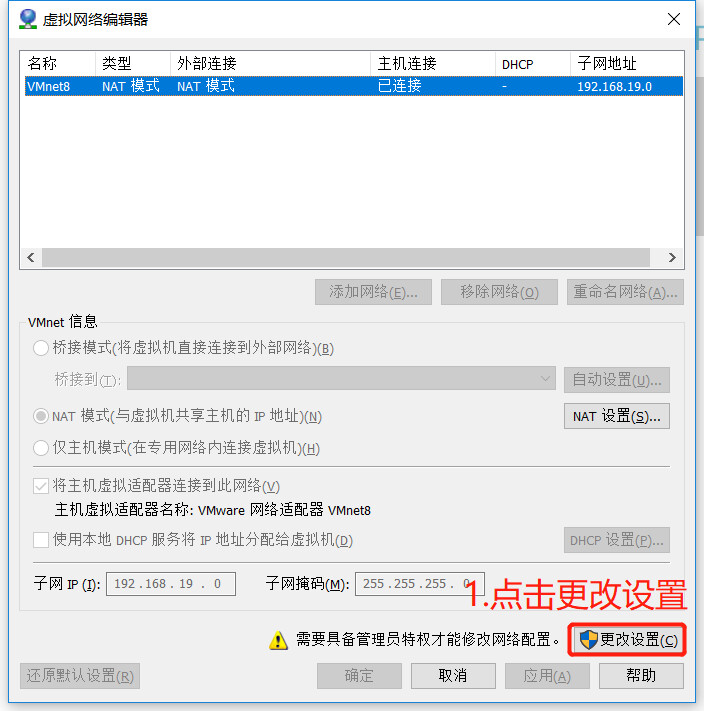 虚拟网络编辑器
名称 类型 外部连接 主机连接 DHCP 子网地址
VMnet8 NAT 模式 NAT 模式 已连接 - 192.168.19.0
添加网络(E)... 移除网络(O) 重命名网络(A)...
VMnet 信息
桥接模式(将虚拟机直接连接到外部网络)(B)
桥接到(T): 自动设置(U)...
NAT 模式(与虚拟机共享主机的 IP 地址)(N) NAT 设置(S)...
仅主机模式(在专用网络内连接虚拟机)(H)
将主机虚拟适配器连接到此网络(V)
主机虚拟适配器名称: VMware 网络适配器 VMnet8
使用本地 DHCP 服务将 IP 地址分配给虚拟机(D) DHCP 设置(P)...
子网 IP (I): 192 . 168 . 19 . 0 子网掩码(M): 255 . 255 . 255 . 0
1.点击更改设置
需要具备管理员特权才能修改网络配置。 更改设置(C)
还原默认设置(R) 确定 取消 应用(A) 帮助